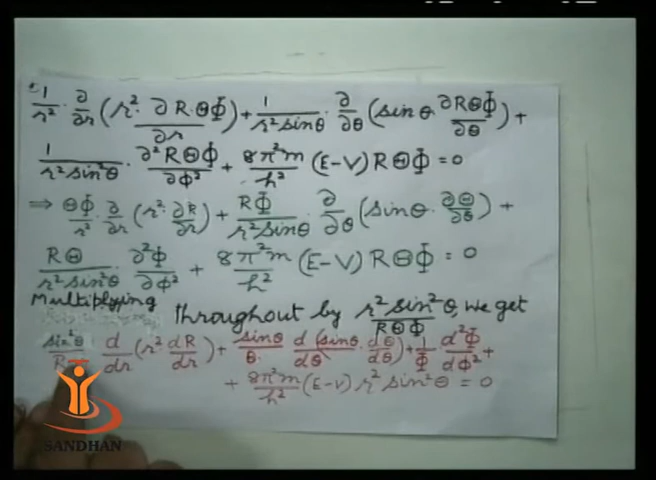 1/r² · ∂/∂r (r² · ∂R·ΘΦ/∂r) + 1/r² sinθ · ∂/∂θ (sinθ · ∂RΘΦ/∂θ) +
1/r² sin²θ · ∂²RΘΦ/∂φ² + 8π²m/h² (E-V) RΘΦ = 0
⇒ ΘΦ/r² · ∂/∂r (r² · ∂R/∂r) + RΦ/r² sinθ · ∂/∂θ (sinθ · ∂Θ/∂θ) +
RΘ/r² sin²θ · ∂²Φ/∂φ² + 8π²m/h² (E-V) RΘΦ = 0
Multiplying throughout by r² sin²θ/RΘΦ, we get
sin²θ/R d/dr (r² · dR/dr) + sinθ/Θ · d/dθ (sinθ · dΘ/dθ) + 1/Φ d²Φ/dφ² +
+ 8π²m/h² (E-V) r² sin²θ = 0
SANDHAN